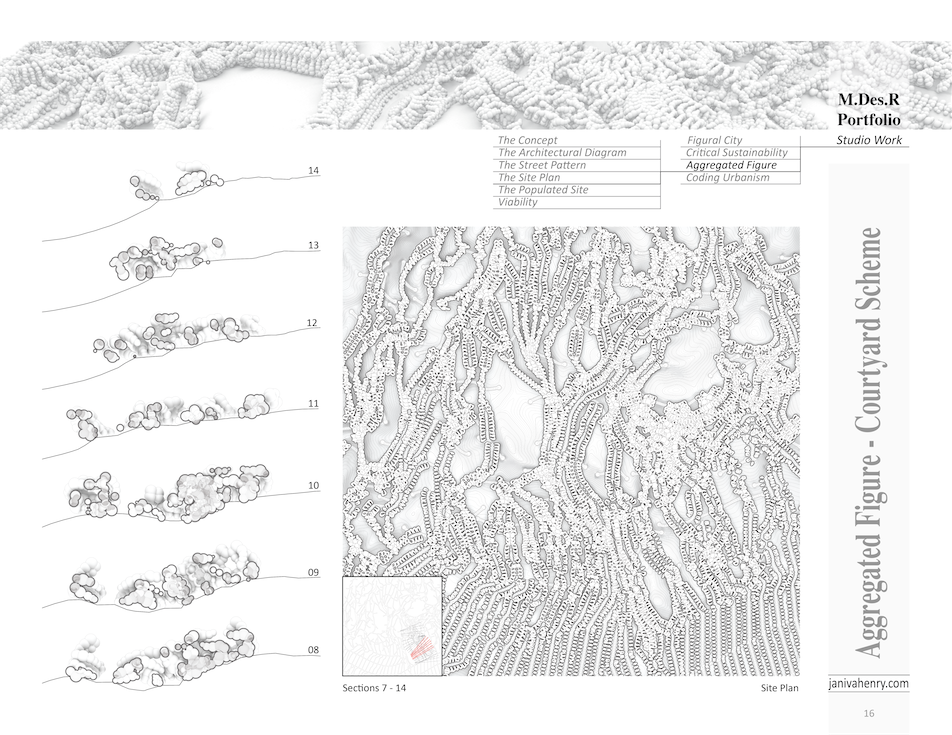 M.Des.R
Portfolio
Studio Work
The Concept
The Architectural Diagram
The Street Pattern
The Site Plan
The Populated Site
Viability
Figural City
Critical Sustainability
Aggregated Figure
Coding Urbanism
14
13
12
11
10
09
08
Sections 7 - 14
Site Plan
Aggregated Figure - Courtyard Scheme
janivahenry.com
16